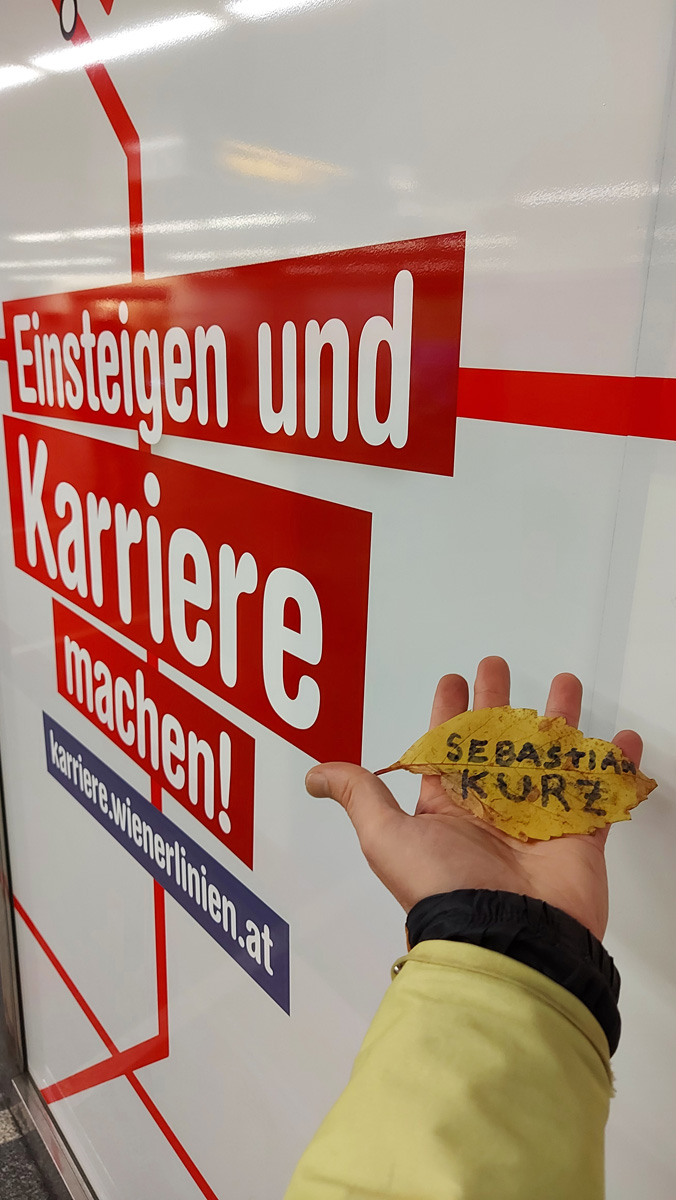 Einsteigen und
Karriere
machen!
karriere.wienerlinien.at
SEBASTIAN
KURZ